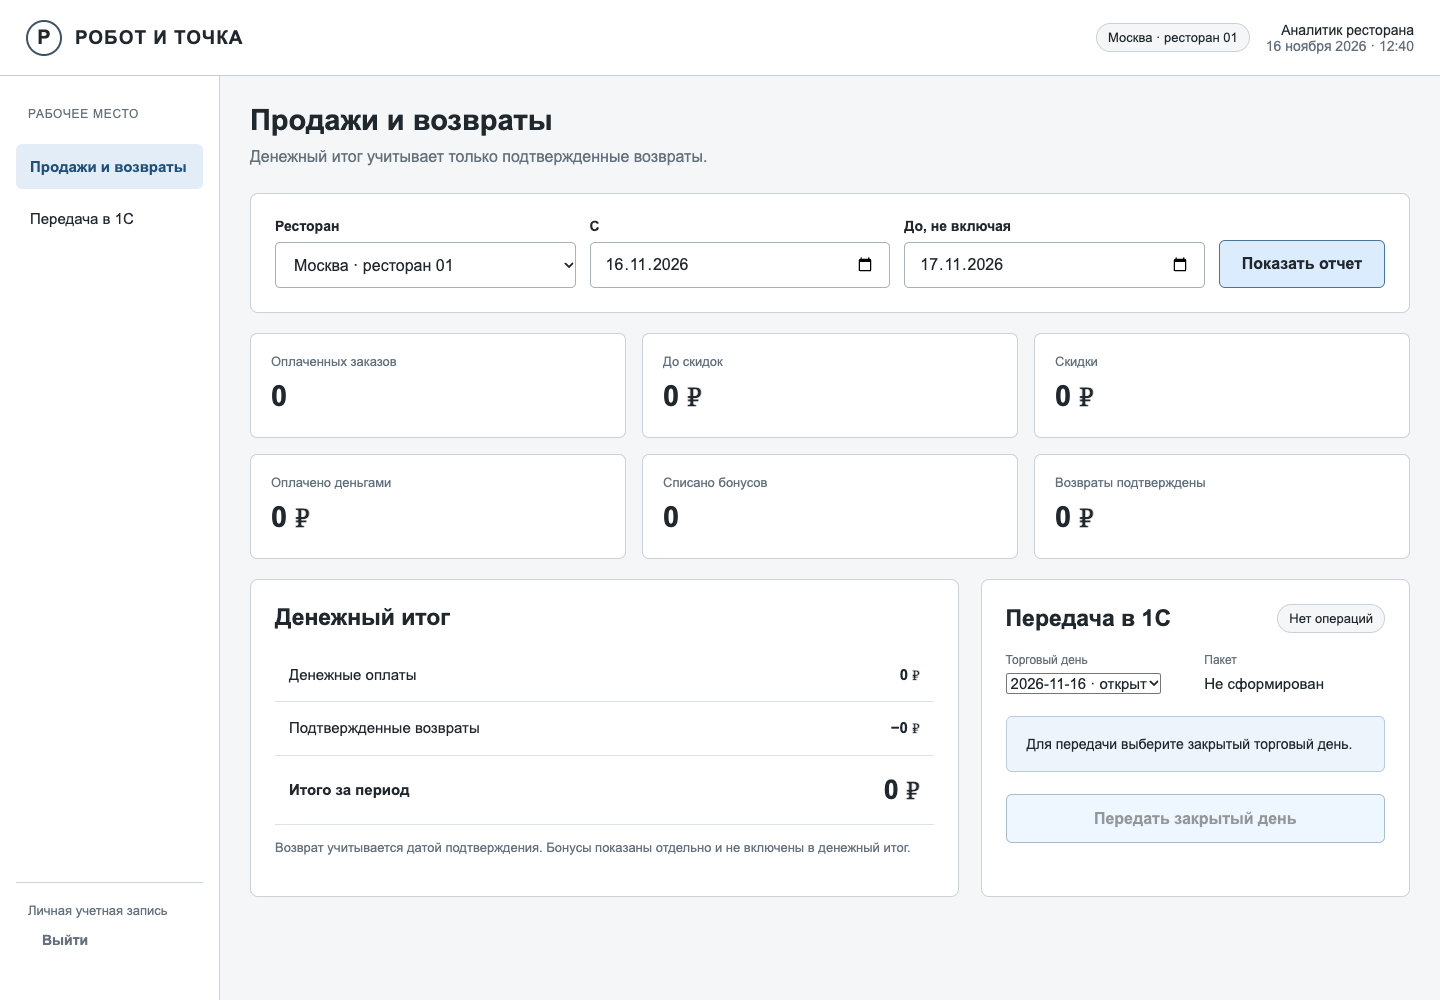 Р РОБОТ И ТОЧКА
Москва · ресторан 01
Аналитик ресторана
16 ноября 2026 · 12:40
РАБОЧЕЕ МЕСТО
Продажи и возвраты
Передача в 1С
Личная учетная запись
Выйти
Продажи и возвраты
Денежный итог учитывает только подтвержденные возвраты.
Ресторан
Москва · ресторан 01
С
16.11.2026
До, не включая
17.11.2026
Показать отчет
Оплаченных заказов
0
До скидок
0 ₽
Скидки
0 ₽
Оплачено деньгами
0 ₽
Списано бонусов
0
Возвраты подтверждены
0 ₽
Денежный итог
Денежные оплаты 0 ₽
Подтвержденные возвраты −0 ₽
Итого за период 0 ₽
Возврат учитывается датой подтверждения. Бонусы показаны отдельно и не включены в денежный итог.
Передача в 1С
Нет операций
Торговый день
2026-11-16 · открыт
Пакет
Не сформирован
Для передачи выберите закрытый торговый день.
Передать закрытый день